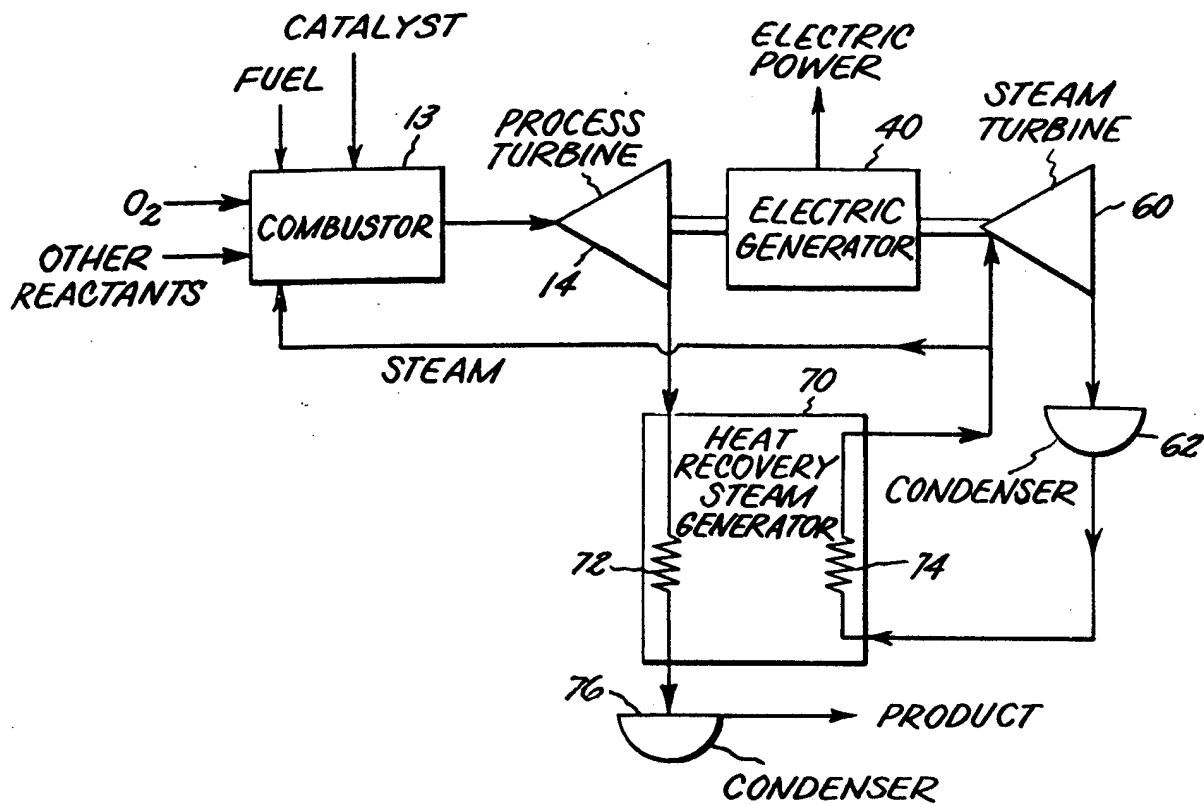 CATALYST
FUEL
13
O2
OTHER
REACTANTS
COMBUSTOR
PROCESS
TURBINE
14
ELECTRIC
POWER
40
ELECTRIC
GENERATOR
STEAM
TURBINE
60
STEAM
70
HEAT
RECOVERY
STEAM
GENERATOR
72
74
CONDENSER
62
76
PRODUCT
CONDENSER